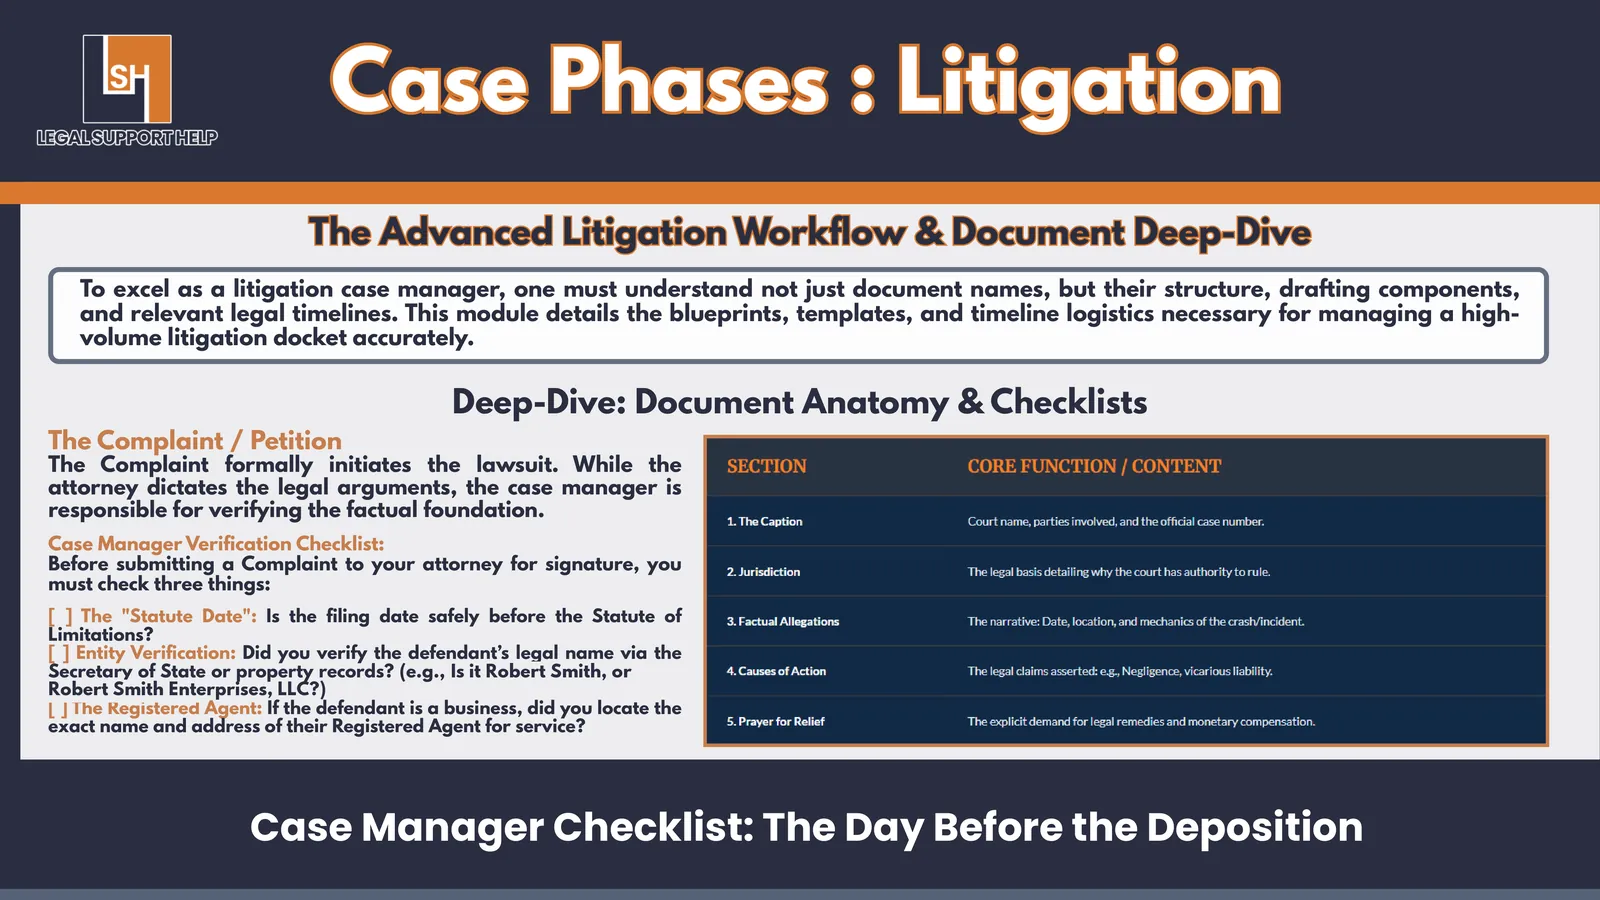 SH
LEGAL SUPPORT HELP
Case Phases : Litigation
The Advanced Litigation Workflow & Document Deep-Dive
To excel as a litigation case manager, one must understand not just document names, but their structure, drafting components,
and relevant legal timelines. This module details the blueprints, templates, and timeline logistics necessary for managing a high-
volume litigation docket accurately.
Deep-Dive: Document Anatomy & Checklists
The Complaint / Petition
The Complaint formally initiates the lawsuit. While the
attorney dictates the legal arguments, the case manager is
responsible for verifying the factual foundation.
Case Manager Verification Checklist:
Before submitting a Complaint to your attorney for signature, you
must check three things:
[ ] The "Statute Date": Is the filing date safely before the Statute of
Limitations?
[ ] Entity Verification: Did you verify the defendant's legal name via the
Secretary of State or property records? (e.g., Is it Robert Smith, or
Robert Smith Enterprises, LLC?)
[ ] The Registered Agent: If the defendant is a business, did you locate the
exact name and address of their Registered Agent for service?
SECTION CORE FUNCTION / CONTENT
1. The Caption Court name, parties involved, and the official case number.
2. Jurisdiction The legal basis detailing why the court has authority to rule.
3. Factual Allegations The narrative: Date, location, and mechanics of the crash/incident.
4. Causes of Action The legal claims asserted: e.g., Negligence, vicarious liability.
5. Prayer for Relief The explicit demand for legal remedies and monetary compensation.
Case Manager Checklist: The Day Before the Deposition